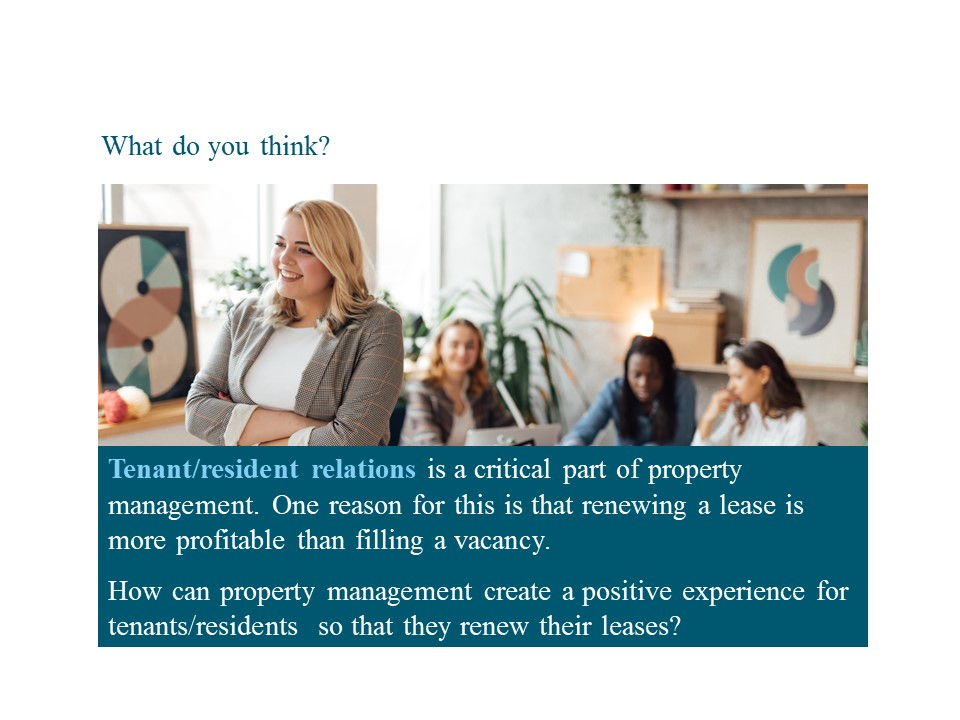 What do you think?
Tenant/resident relations is a critical part of property
management. One reason for this is that renewing a lease is
more profitable than filling a vacancy.
How can property management create a positive experience for
tenants/residents so that they renew their leases?